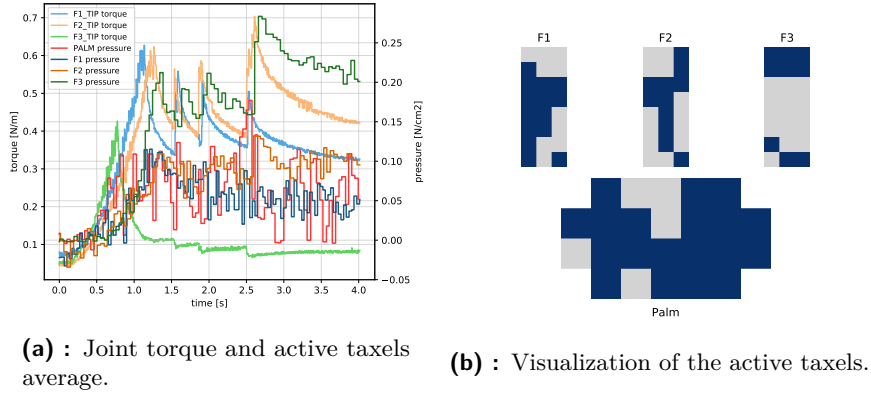 F1_TIP torque
F2_TIP torque
F3_TIP torque
PALM pressure
F1 pressure
F2 pressure
F3 pressure
0.7
0.6
0.5
0.4
0.3
0.2
0.1
torque [N/m]
0.25
0.20
0.15
0.10
0.05
0.00
−0.05
pressure [N/cm2]
0.0 0.5 1.0 1.5 2.0 2.5 3.0 3.5 4.0
time [s]
F1 F2 F3
Palm
(a) : Joint torque and active taxels
average.
(b) : Visualization of the active taxels.